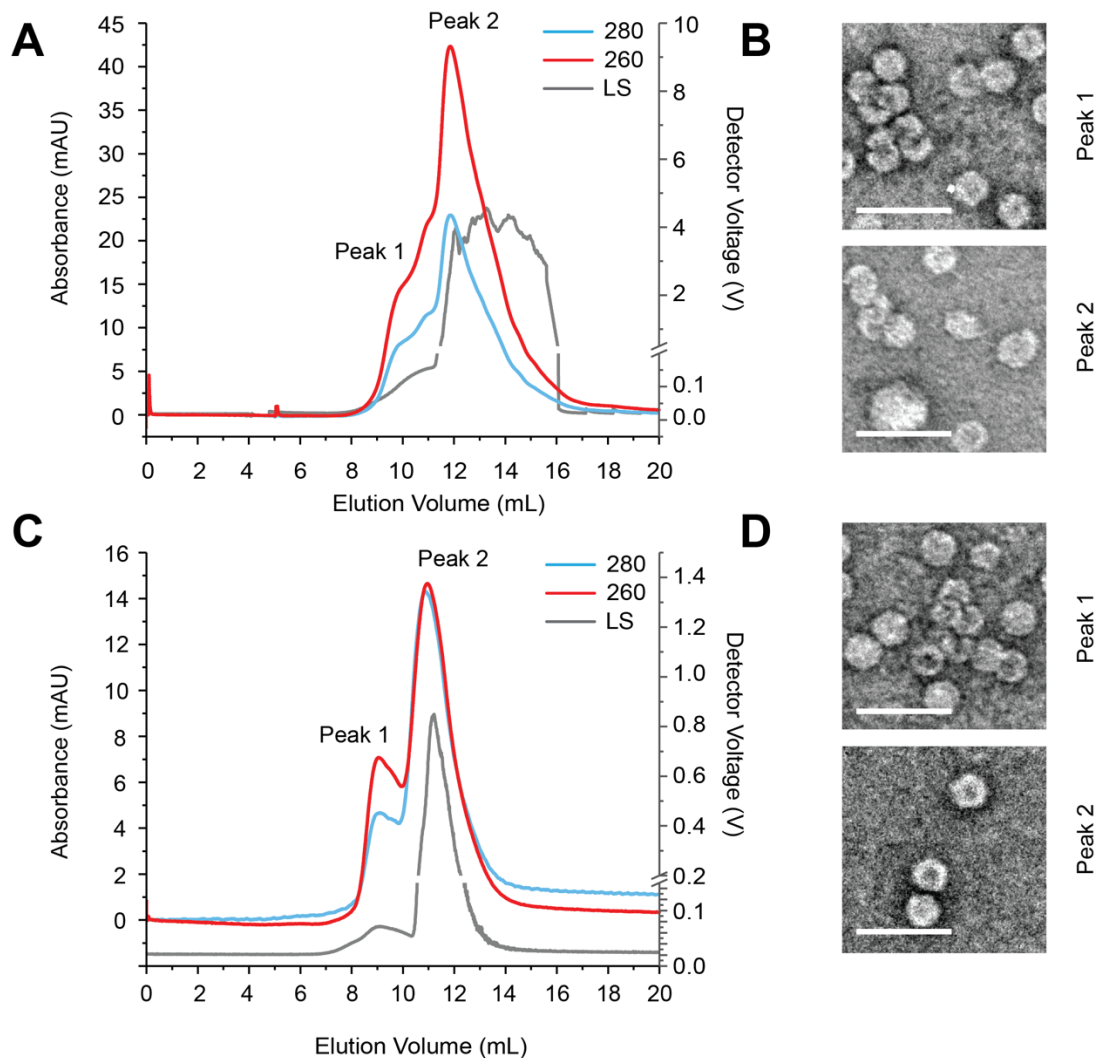 A
Peak 2
Peak 1
280
260
LS
Absorbance (mAU)
45
40
35
30
25
20
15
10
5
0
10
8
6
4
2
0.1
0.0
Detector Voltage (V)
0 2 4 6 8 10 12 14 16 18 20
Elution Volume (mL)
B
Peak 1
Peak 2
C
Peak 2
Peak 1
280
260
LS
Absorbance (mAU)
16
14
12
10
8
6
4
2
0
1.4
1.2
1.0
0.8
0.6
0.4
0.2
0.1
0.0
Detector Voltage (V)
0 2 4 6 8 10 12 14 16 18 20
Elution Volume (mL)
D
Peak 1
Peak 2